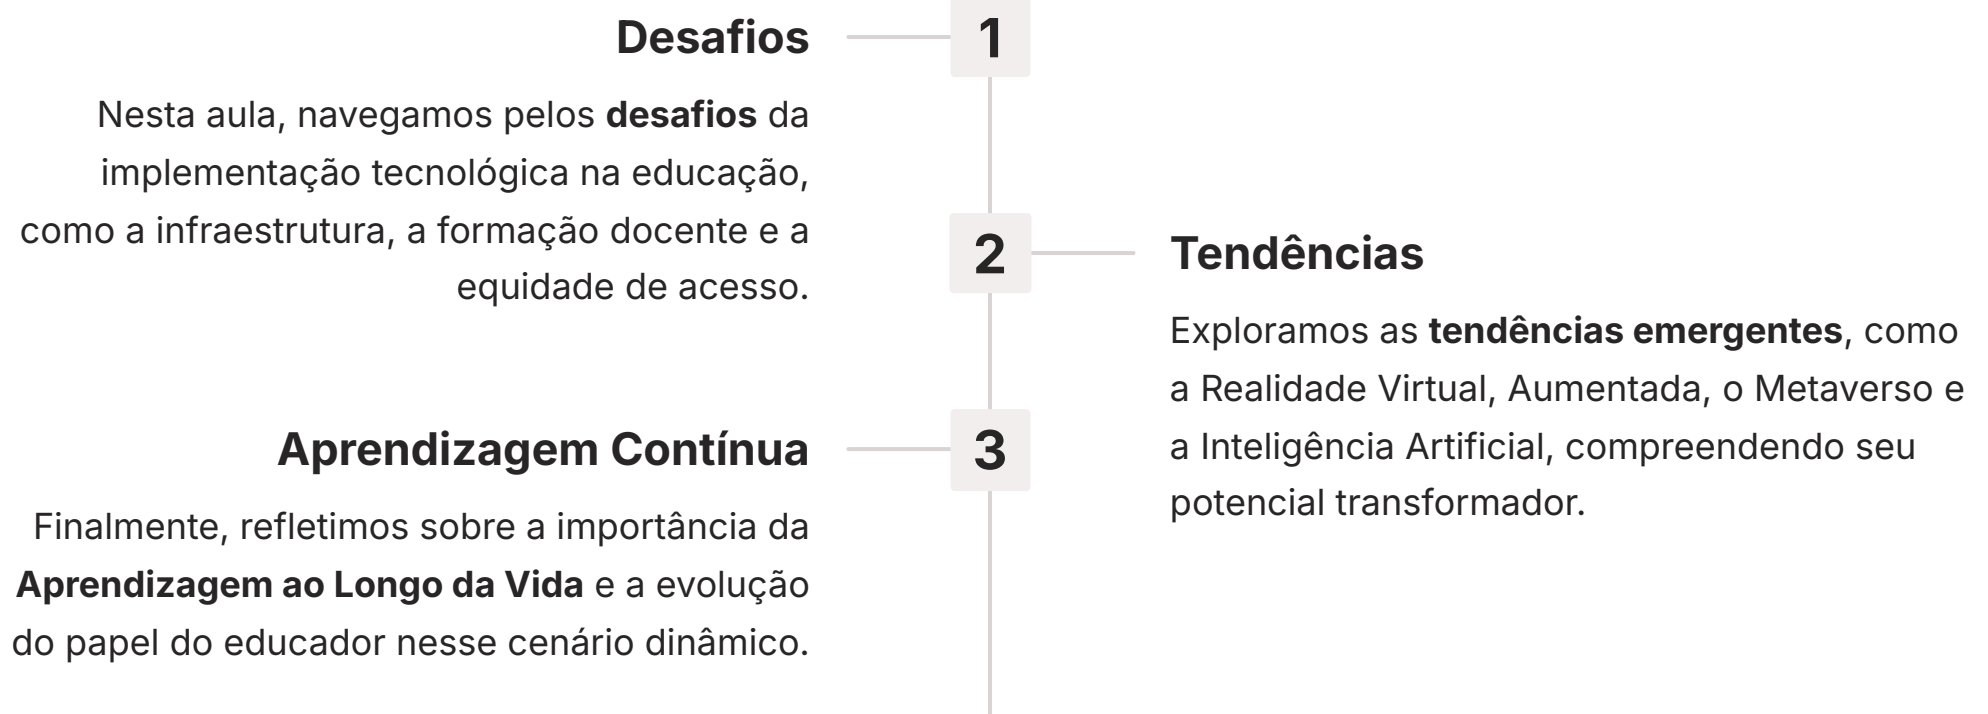 Desafios
1
Nesta aula, navegamos pelos desafios da
implementação tecnológica na educação,
como a infraestrutura, a formação docente e a
equidade de acesso.
2
Tendências
Exploramos as tendências emergentes, como
a Realidade Virtual, Aumentada, o Metaverso e
a Inteligência Artificial, compreendendo seu
potencial transformador.
Aprendizagem Contínua
3
Finalmente, refletimos sobre a importância da
Aprendizagem ao Longo da Vida e a evolução
do papel do educador nesse cenário dinâmico.